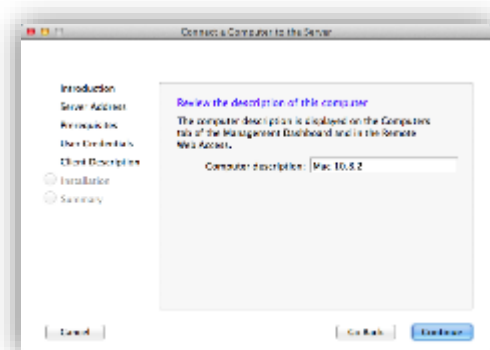 Connect a Computer to the Server
Introduction
Server Address
Prerequisites
User Credentials
Client Description
Installation
Summary
Review the description of this computer
The computer description is displayed on the Computers
tab of the Management Dashboard and in the Remote
Web Access.
Computer description: Mac 10.8.2
Cancel
Go Back
Continue